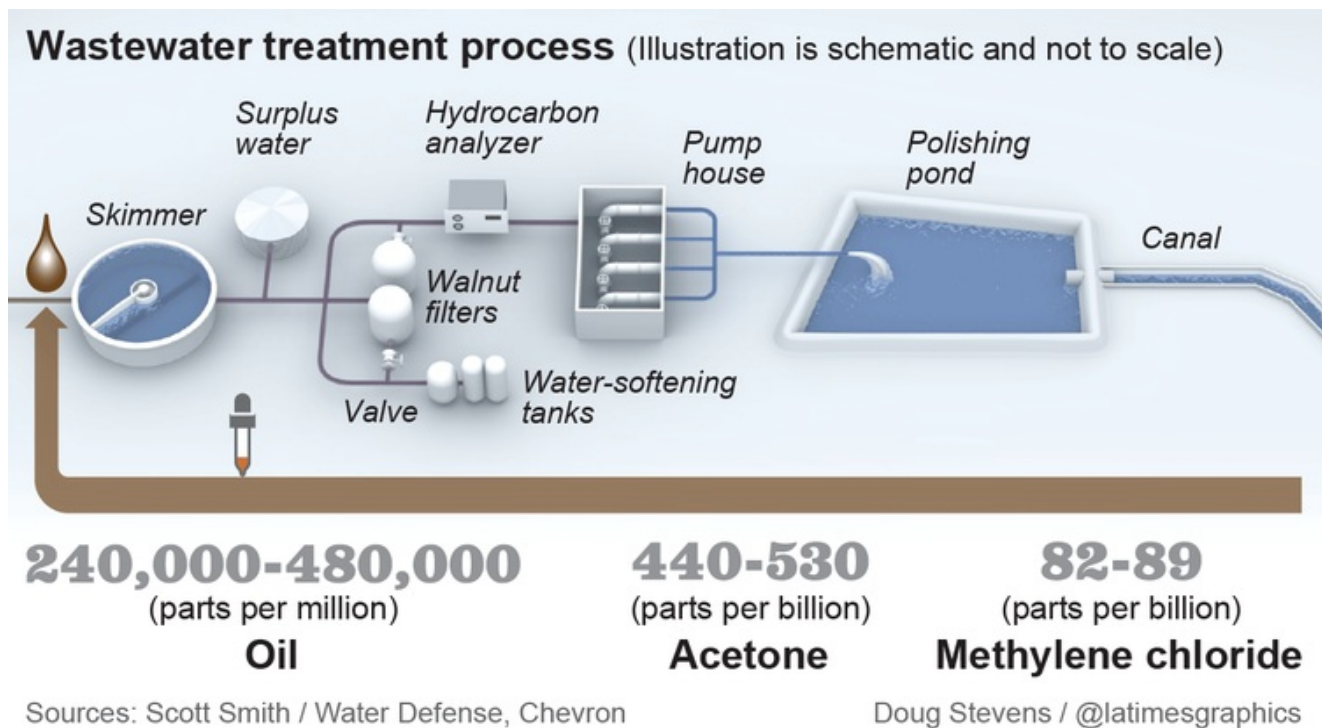 Wastewater treatment process (Illustration is schematic and not to scale)
Surplus
water
Hydrocarbon
analyzer
Pump
house
Polishing
pond
Skimmer
Canal
Walnut
filters
Water-softening
tanks
Valve
240,000-480,000
(parts per million)
Oil
440-530
(parts per billion)
Acetone
82-89
(parts per billion)
Methylene chloride
Sources: Scott Smith / Water Defense, Chevron
Doug Stevens / @latimesgraphics